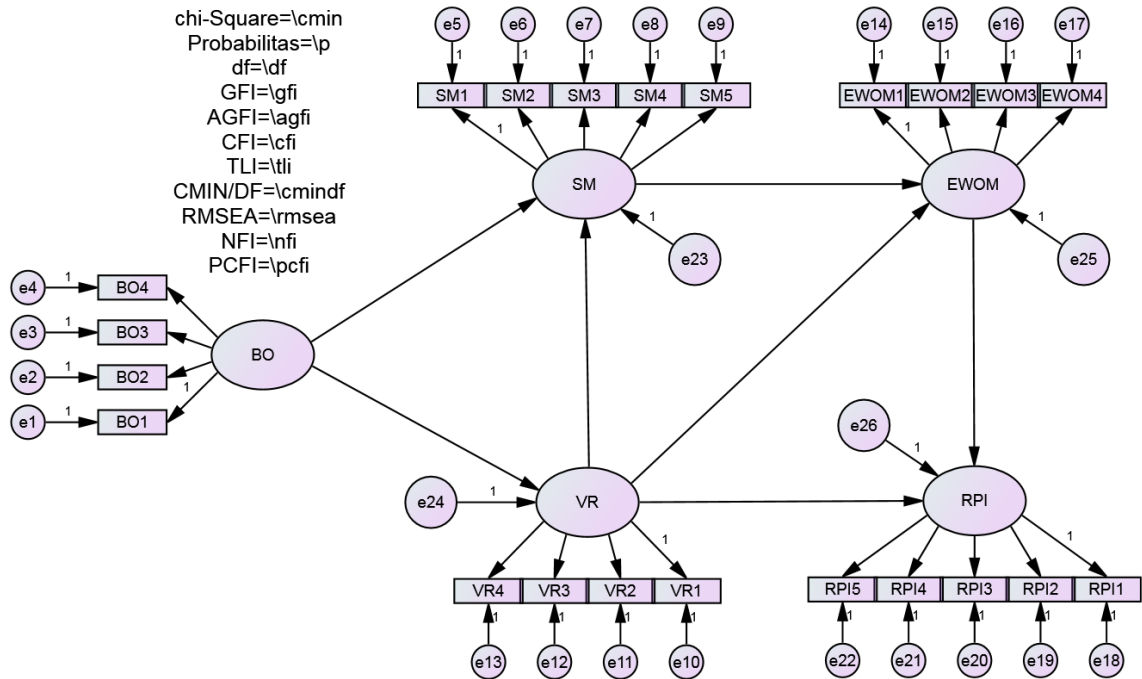 chi-Square=\cmin
Probabilitas=\p
df=\df
GFI=\gfi
AGFI=\agfi
CFI=\cfi
TLI=\tli
CMIN/DF=\cmindf
RMSEA=\rmsea
NFI=\nfi
PCFI=\pcfi
e5 e6 e7 e8 e9
1 1 1 1 1
SM1 SM2 SM3 SM4 SM5
1
SM
1
e23
e14 e15 e16 e17
1 1 1 1
EWOM1 EWOM2 EWOM3 EWOM4
1
EWOM
1
e25
e4 1 BO4
e3 1 BO3
e2 1 BO2
1
e1 1 BO1
BO
e24 1
VR
1
VR4 VR3 VR2 VR1
1 1 1 1
e13 e12 e11 e10
e26
1
RPI
1
RPI5 RPI4 RPI3 RPI2 RPI1
1 1 1 1 1
e22 e21 e20 e19 e18